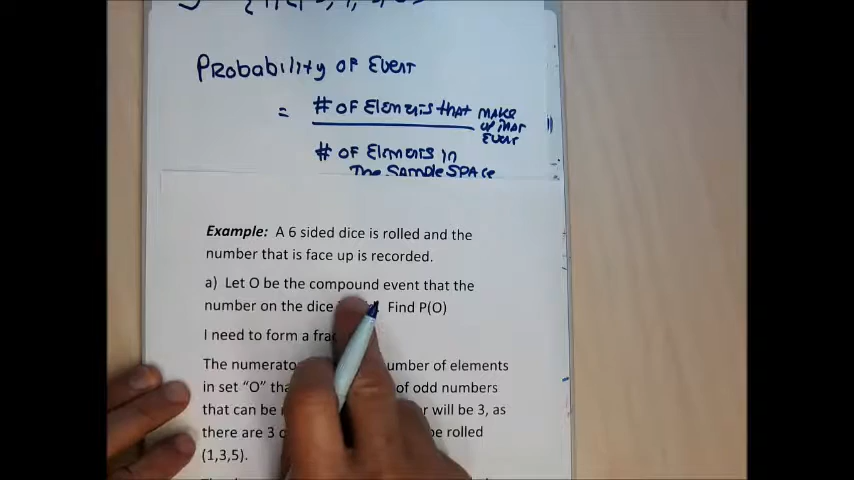 Probability of Event
= # of Elements that make
up that
Event
# of Elements in
The Sample Space
Example: A 6 sided dice is rolled and the
number that is face up is recorded.
a) Let O be the compound event that the
number on the dice Find P(O)
I need to form a
The numerator number of elements
in set "O" of odd numbers
that can be will be 3, as
there are 3 be rolled
(1,3,5).